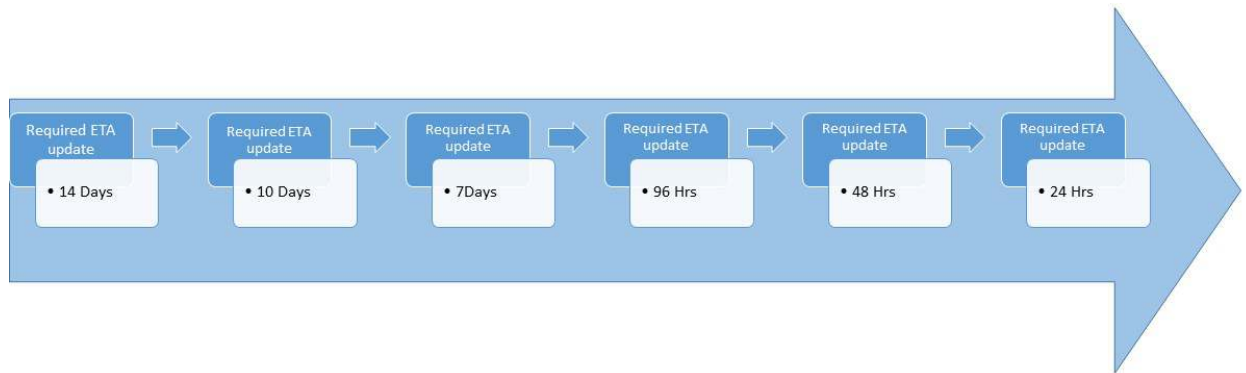 Required ETA
update
• 14 Days
Required ETA
update
• 10 Days
Required ETA
update
• 7Days
Required ETA
update
• 96 Hrs
Required ETA
update
• 48 Hrs
Required ETA
update
• 24 Hrs